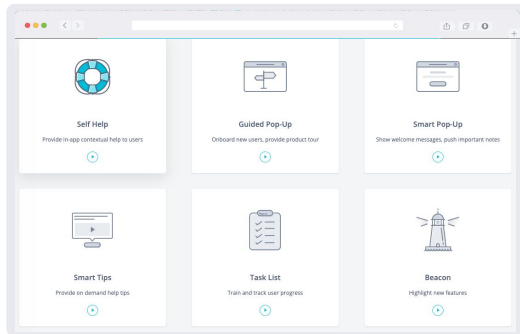 Self Help
Provide in-app contextual help to users
Guided Pop-Up
Onboard new users, provide product tour
Smart Pop-Up
Show welcome messages, push important notes
Smart Tips
Provide on demand help tips
Task List
Train and track user progress
Beacon
Highlight new features